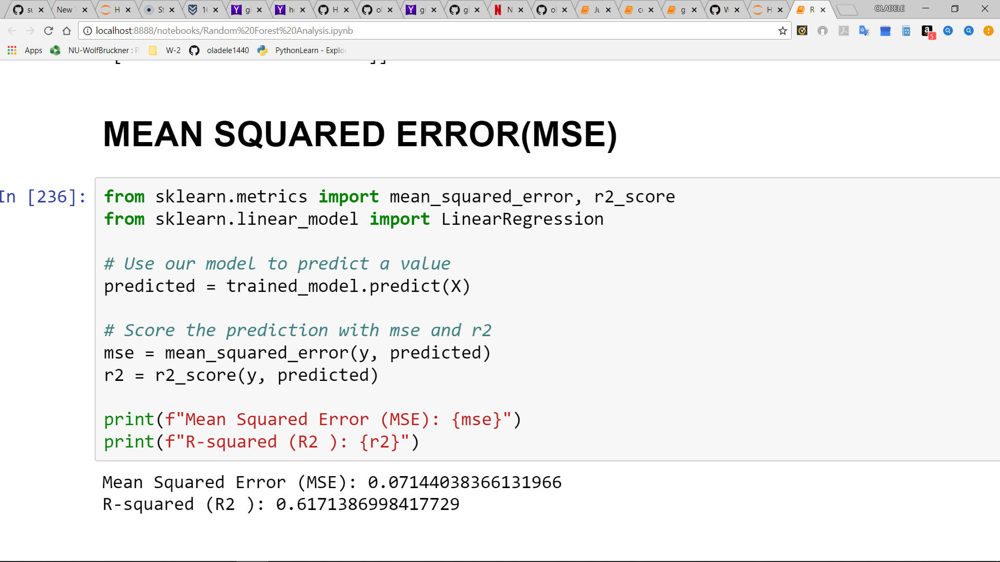 su New T H St 16 gi ho H ol gi gi N ol Ju co g W H R OLADELE
localhost:8888/notebooks/Random%20Forest%20Analysis.ipynb
5
Apps NU-WolfBruckner : P W-2 oladele1440 PythonLearn - Explor
[ ]]
MEAN SQUARED ERROR(MSE)
In [236]:
from sklearn.metrics import mean_squared_error, r2_score
from sklearn.linear_model import LinearRegression
# Use our model to predict a value
predicted = trained_model.predict(X)
# Score the prediction with mse and r2
mse = mean_squared_error(y, predicted)
r2 = r2_score(y, predicted)
print(f"Mean Squared Error (MSE): {mse}")
print(f"R-squared (R2 ): {r2}")
Mean Squared Error (MSE): 0.07144038366131966
R-squared (R2 ): 0.6171386998417729